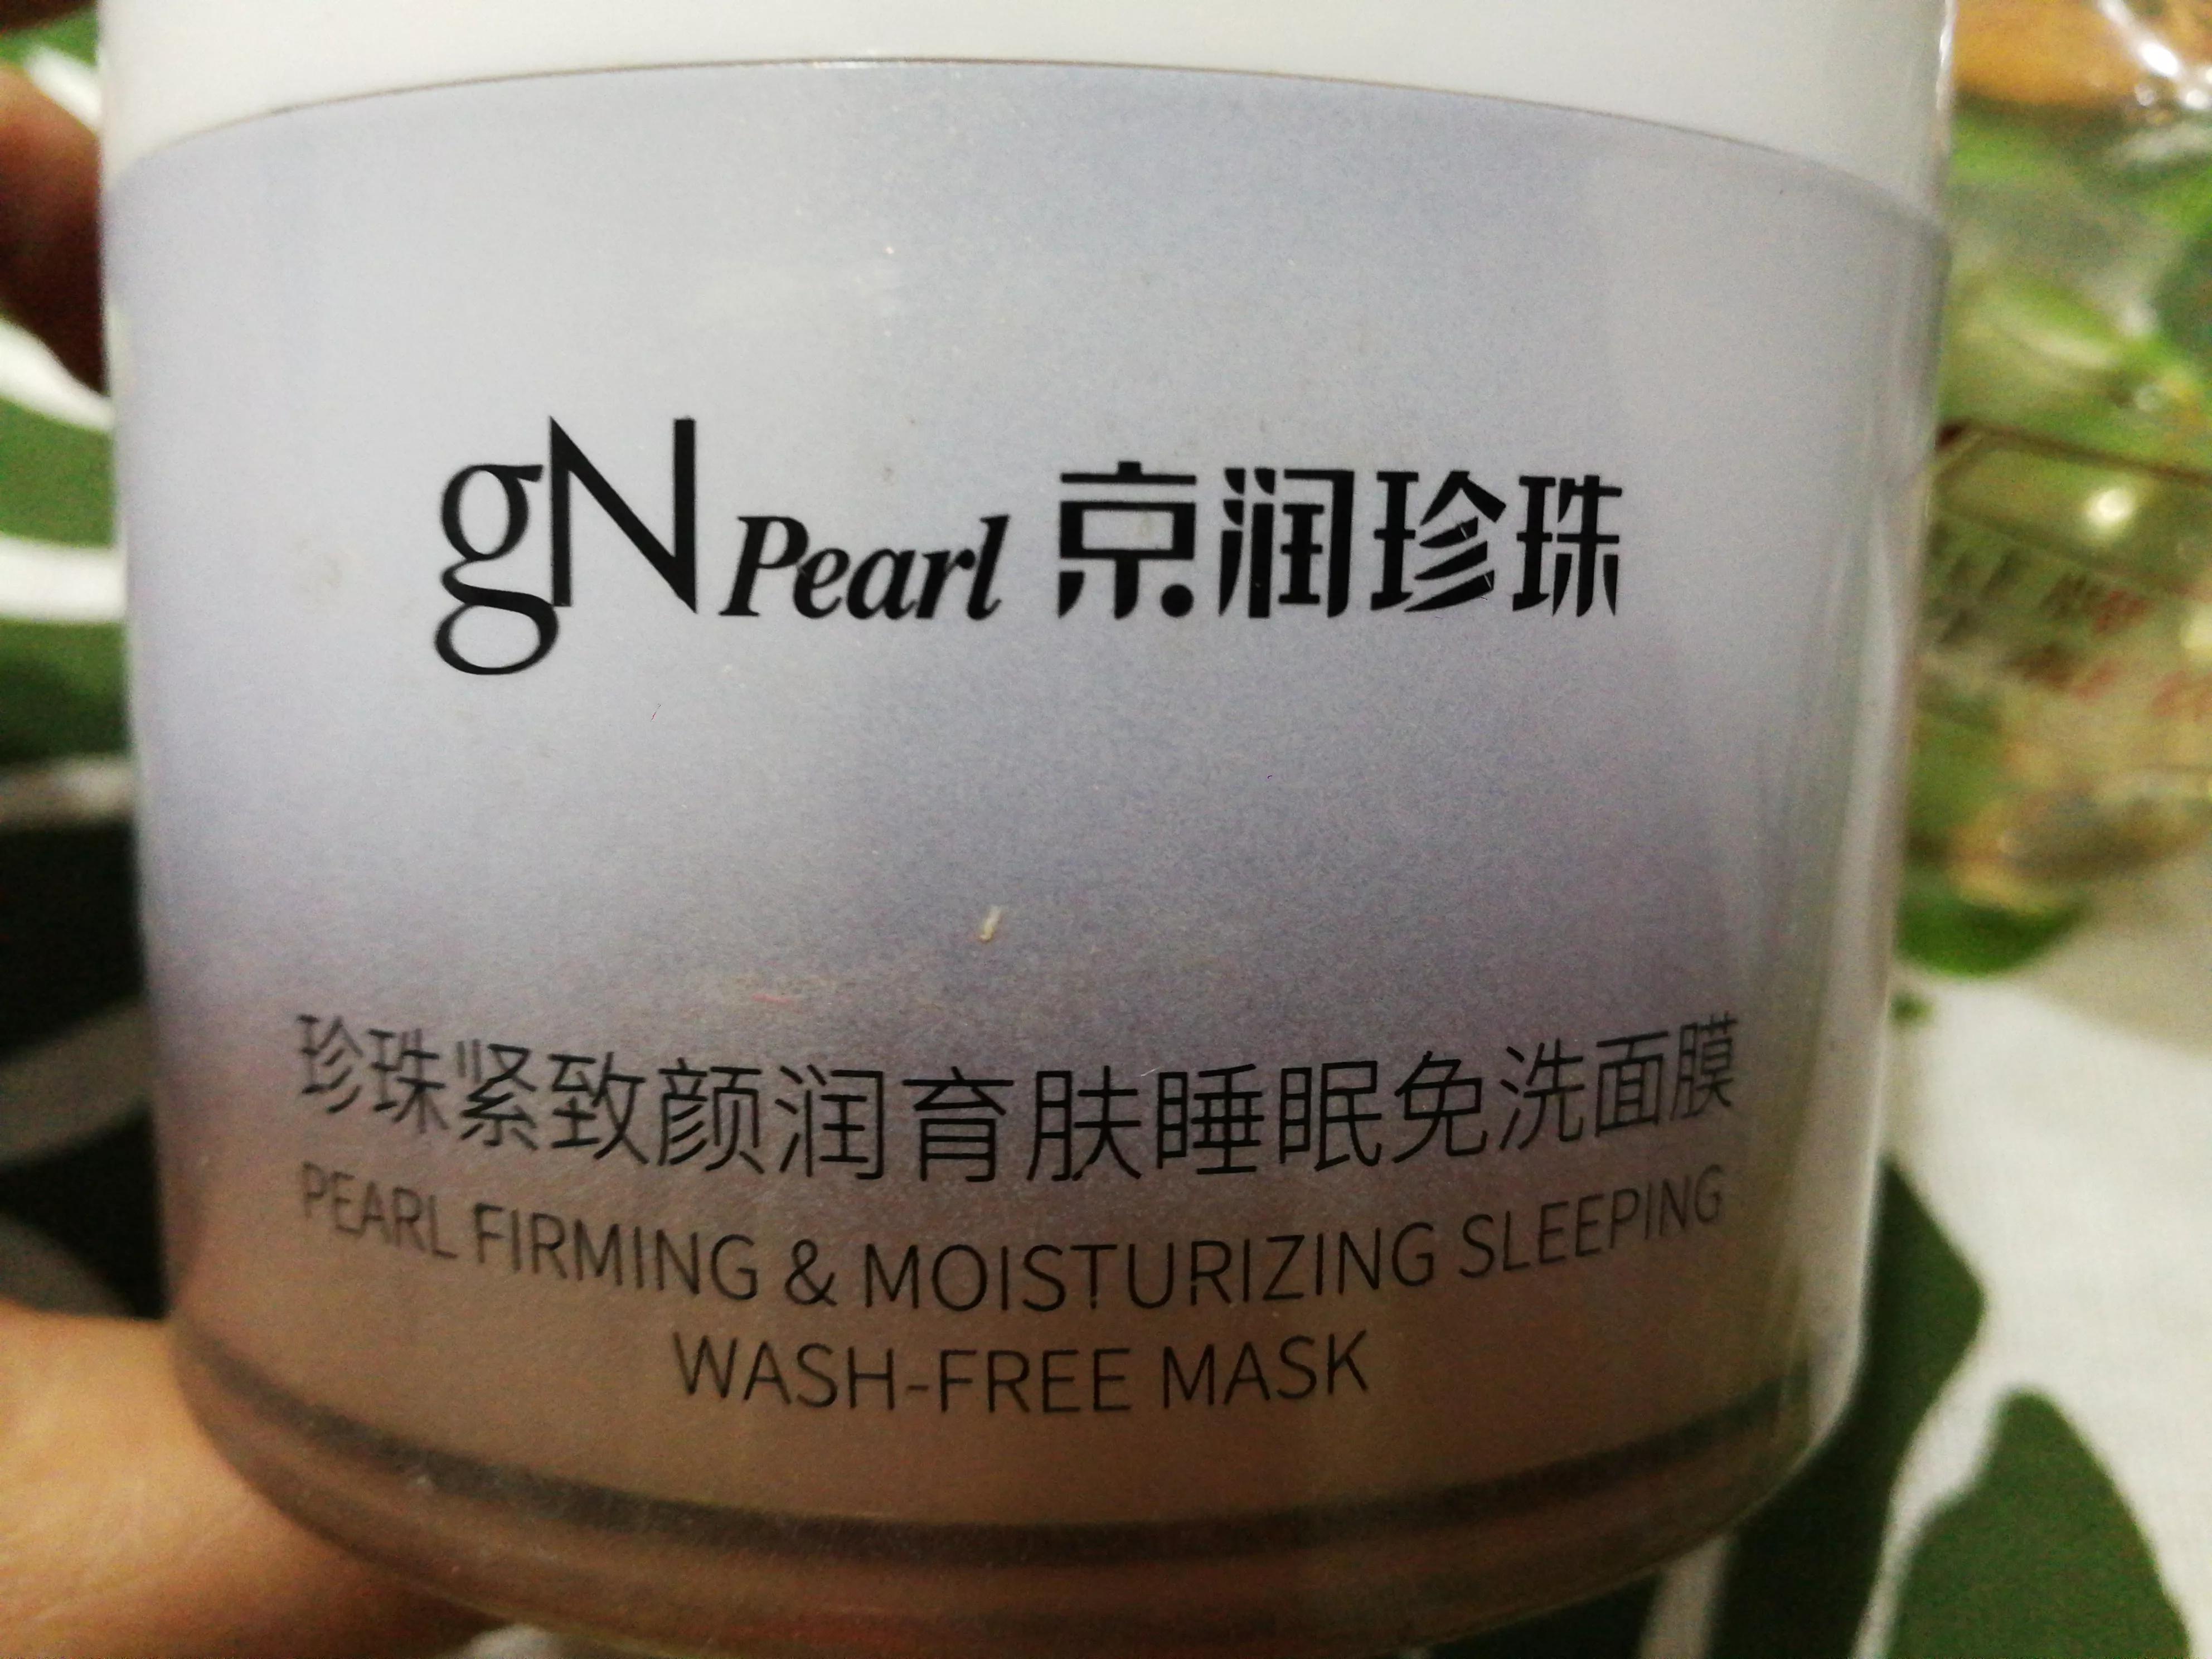 gN Pearl 京润珍珠
珍珠紧致颜润育肤睡眠免洗面膜
PEARL FIRMING & MOISTURIZING SLEEPING
WASH-FREE MASK